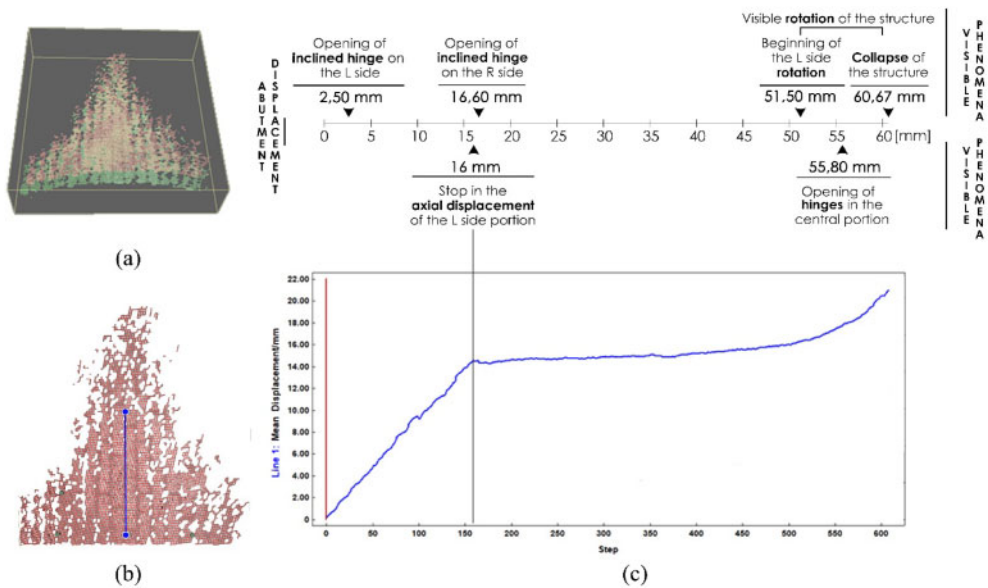 Visible rotation of the structure
Opening of
inclined hinge on
the L side
2,50 mm
Opening of
inclined hinge
on the R side
16,60 mm
Beginning of
the L side
rotation
51,50 mm
Collapse of
the structure
60,67 mm
VISIBLE
PHENOMENA
ABUTMENT
DISPLACEMENT
0 5 10 15 20 25 30 35 40 45 50 55 60 [mm]
16 mm
Stop in the
axial displacement
of the L side portion
55,80 mm
Opening of
hinges in the
central portion
VISIBLE
PHENOMENA
(a)
22.00
20.00
18.00
16.00
14.00
12.00
10.00
8.00
6.00
4.00
2.00
0
Line 1: Mean Displacement/mm
0 50 100 150 200 250 300 350 400 450 500 550 600
Step
(b)
(c)